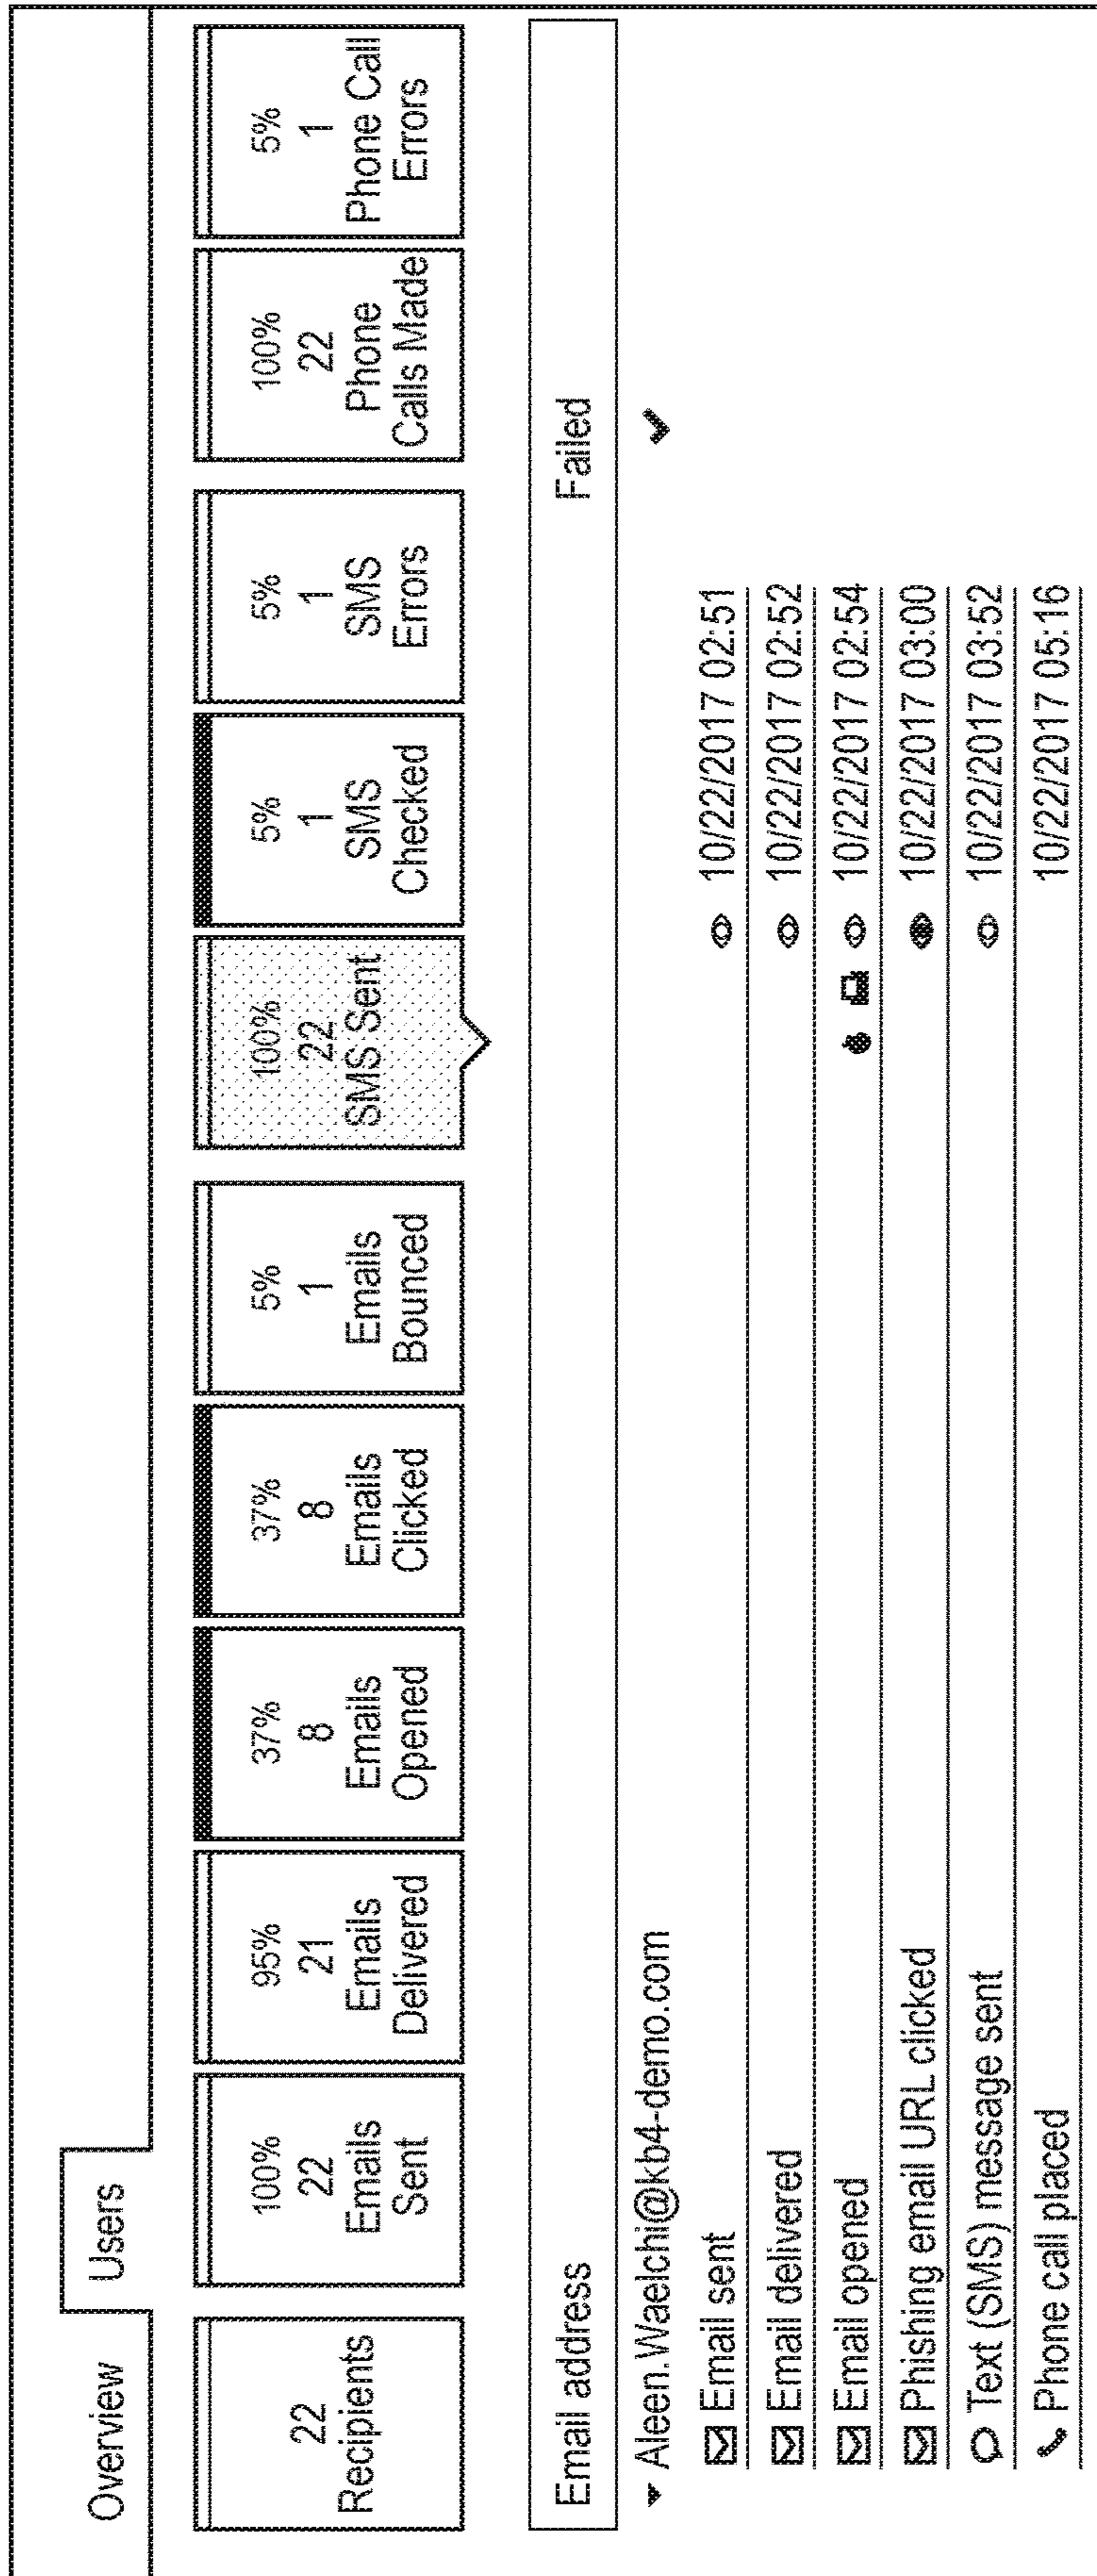 Overview
Users
22
Recipients
100%
22
Emails
Sent
95%
21
Emails
Delivered
37%
8
Emails
Opened
37%
8
Emails
Clicked
5%
1
Emails
Bounced
100%
22
SMS Sent
5%
1
SMS
Checked
5%
1
SMS
Errors
100%
22
Phone
Calls Made
5%
1
Phone Call
Errors
Email address Failed
Aleen.Waelchi@kb4-demo.com
Email sent 10/22/2017 02:51
Email delivered 10/22/2017 02:52
Email opened 10/22/2017 02:54
Phishing email URL clicked 10/22/2017 03:00
Text (SMS) message sent 10/22/2017 03:52
Phone call placed 10/22/2017 05:16